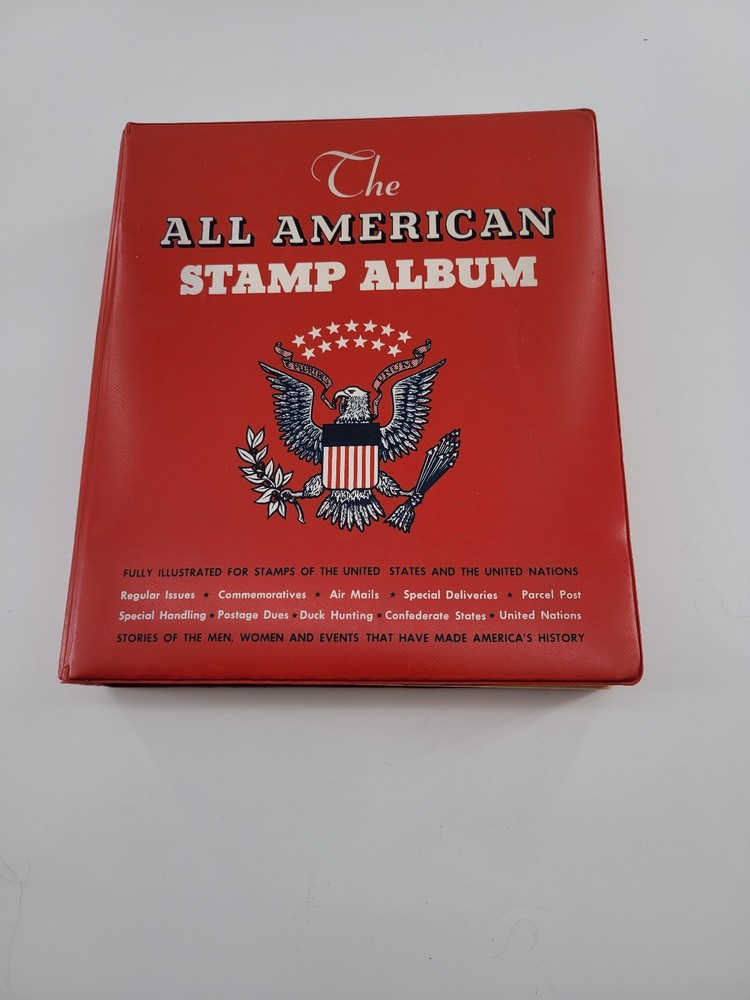 The
ALL AMERICAN
STAMP ALBUM
PLURIBUS UNUM
FULLY ILLUSTRATED FOR STAMPS OF THE UNITED STATES AND THE UNITED NATIONS
Regular Issues ★ Commemoratives ★ Air Mails ★ Special Deliveries ★ Parcel Post
Special Handling ★ Postage Dues ★ Duck Hunting ★ Confederate States ★ United Nations
STORIES OF THE MEN, WOMEN AND EVENTS THAT HAVE MADE AMERICA'S HISTORY